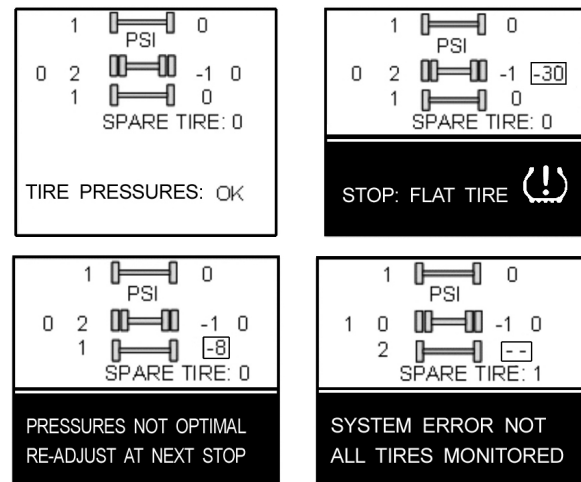 1 0
PSI
0 2 -1 0
1 0
SPARE TIRE: 0
TIRE PRESSURES: OK
1 0
PSI
0 2 -1 -30
1 0
SPARE TIRE: 0
STOP: FLAT TIRE (!)
1 0
PSI
0 2 -1 0
1 -8
SPARE TIRE: 0
PRESSURES NOT OPTIMAL
RE-ADJUST AT NEXT STOP
1 0
PSI
1 0 -1 0
2 --
SPARE TIRE: 1
SYSTEM ERROR NOT
ALL TIRES MONITORED